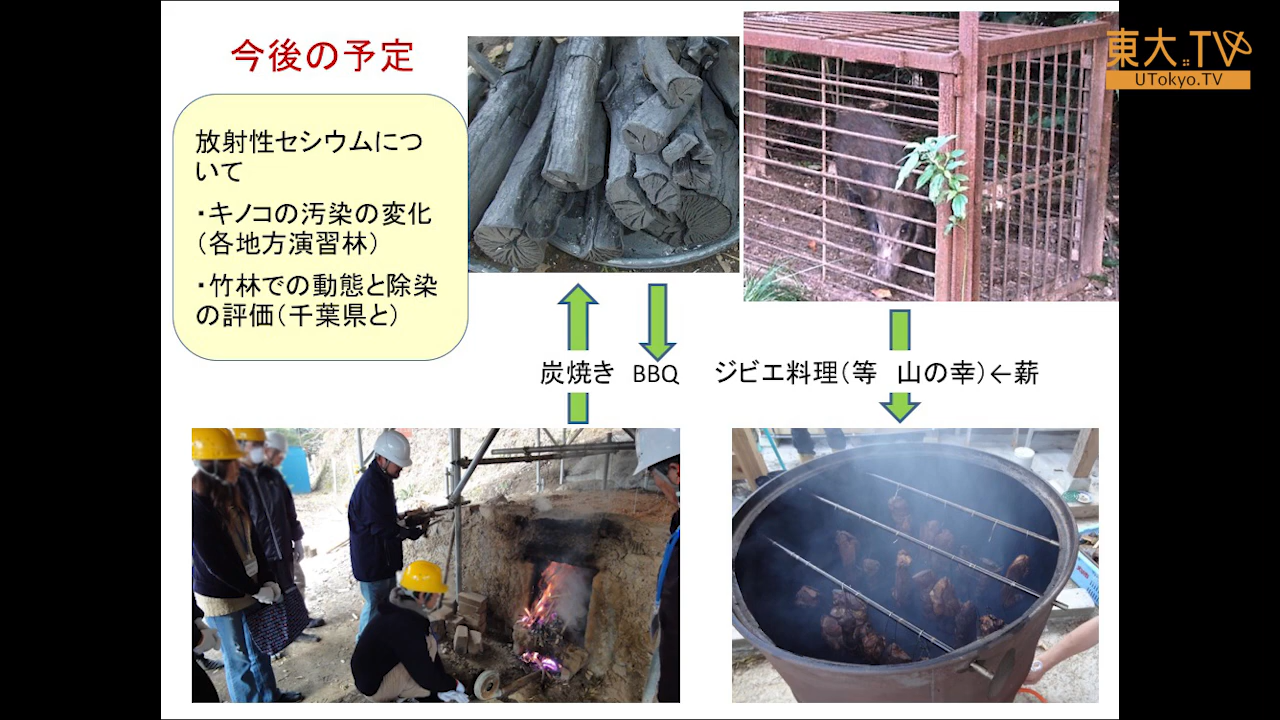 今後の予定
東大.TV
UTokyo.TV
放射性セシウムにつ
いて
・キノコの汚染の変化
（各地方演習林）
・竹林での動態と除染
の評価（千葉県と）
炭焼き BBQ ジビエ料理（等　山の幸）←薪